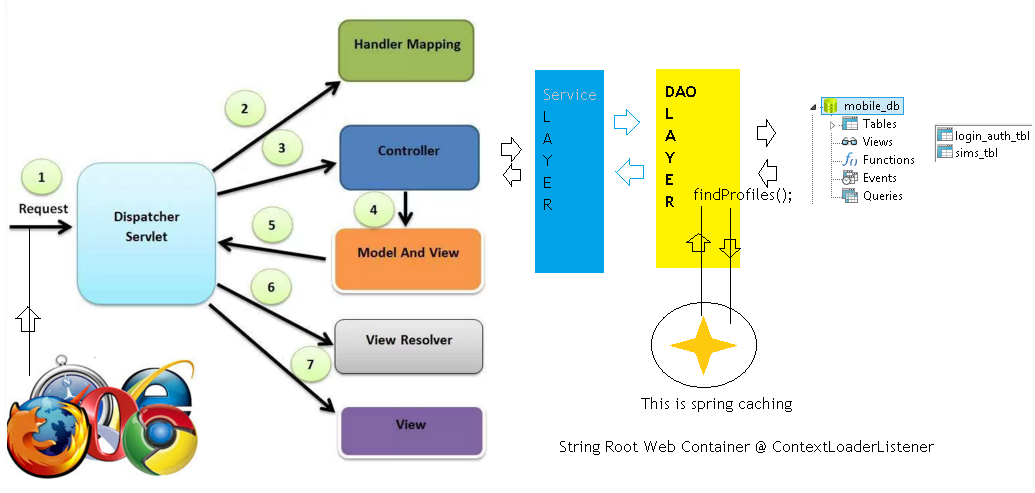 Handler Mapping
2
3
Controller
1
Request
Dispatcher
Servlet
4
5
Model And View
6
View Resolver
7
View
Service
L
A
Y
E
R
DAO
L
A
Y
E
R
findProfiles();
mobile_db
Tables
Views
f() Functions
Events
Queries
login_auth_tbl
sims_tbl
This is spring caching
String Root Web Container @ ContextLoaderListener